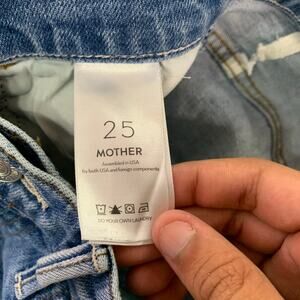 25
MOTHER
Assembled in USA
by both USA and foreign components
DO YOUR OWN LAUNDRY